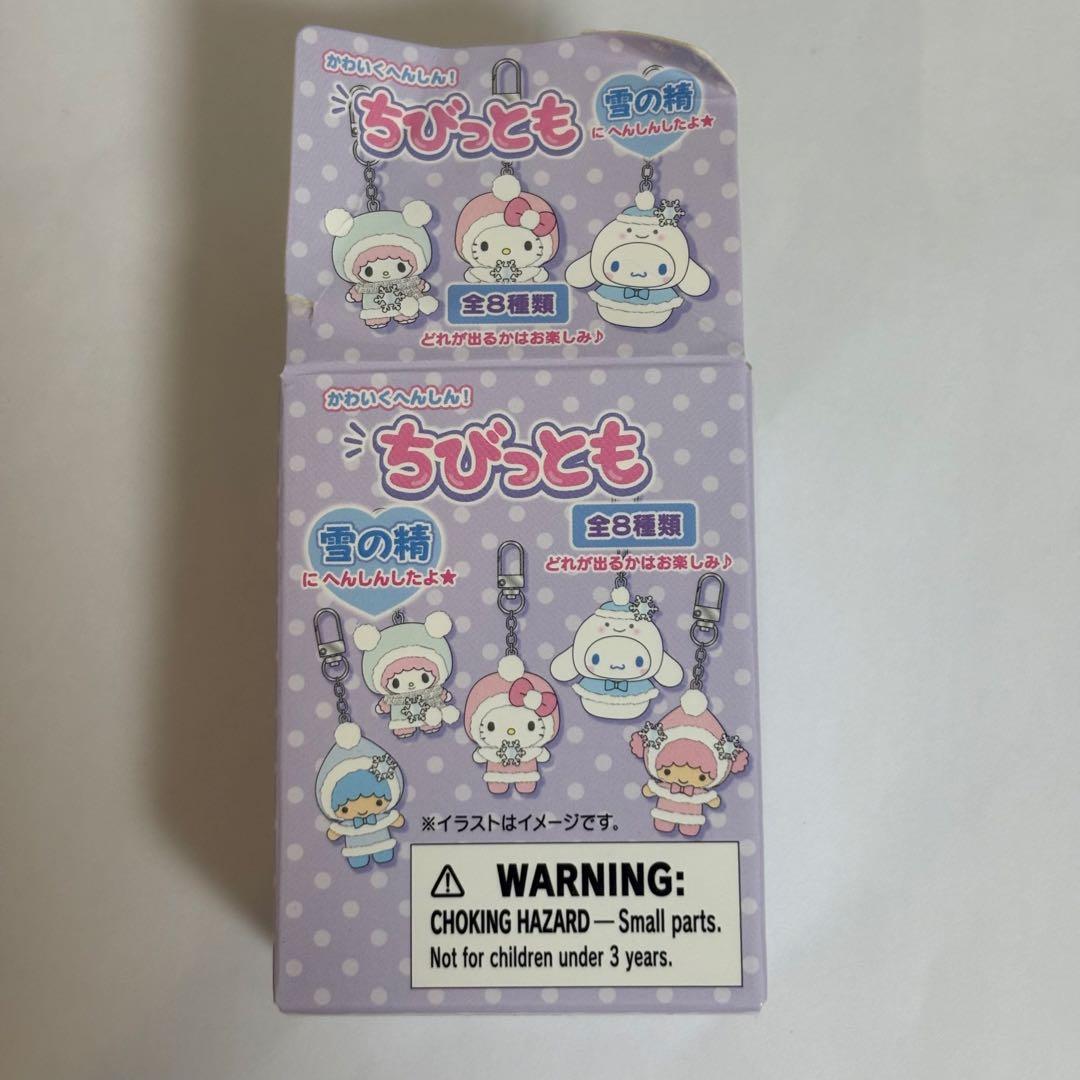 かわいくへんしん!
ちびっとも
雪の精
に へんしんしたよ★
全8種類
どれが出るかはお楽しみ♪
かわいくへんしん!
ちびっとも
全8種類
どれが出るかはお楽しみ♪
雪の精
に へんしんしたよ★
※イラストはイメージです。
WARNING:
CHOKING HAZARD — Small parts.
Not for children under 3 years.